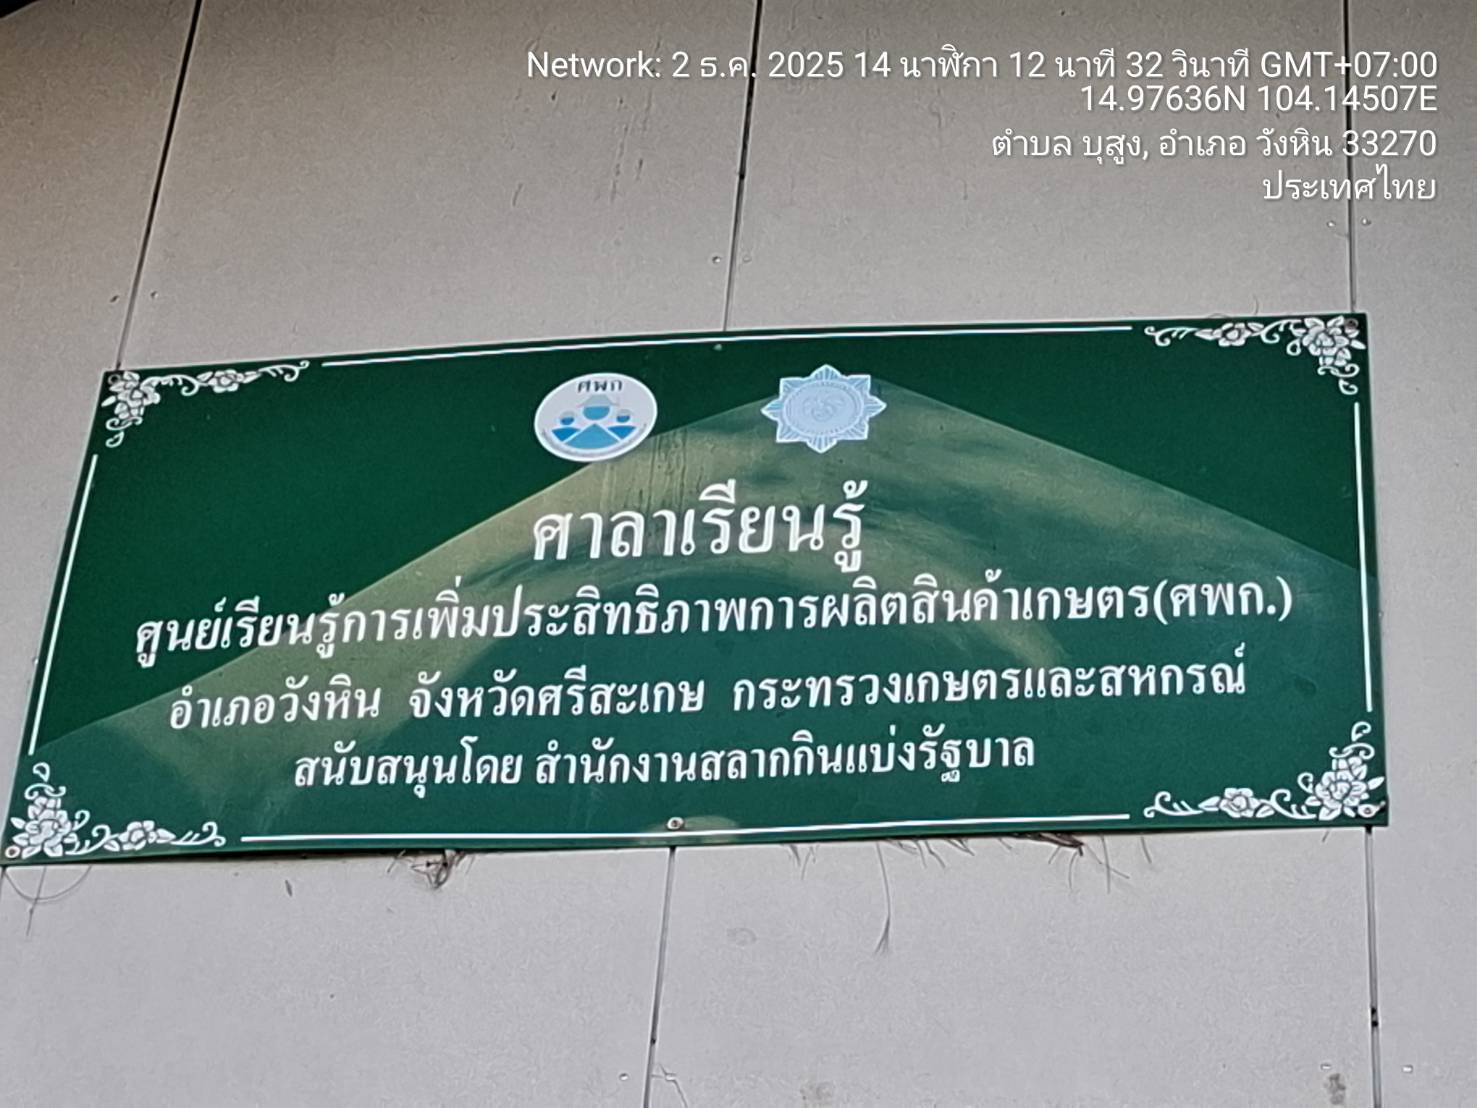 Network: 2 ธ.ค. 2025 14 นาฬิกา 12 นาที 32 วินาที GMT+07:00
14.97636N 104.14507E
ตำบล บุสูง, อำเภอ วังหิน 33270
ประเทศไทย
ศพก
ศาลาเรียนรู้
ศูนย์เรียนรู้การเพิ่มประสิทธิภาพการผลิตสินค้าเกษตร(ศพก.)
อำเภอวังหิน จังหวัดศรีสะเกษ กระทรวงเกษตรและสหกรณ์
สนับสนุนโดย สำนักงานสลากกินแบ่งรัฐบาล